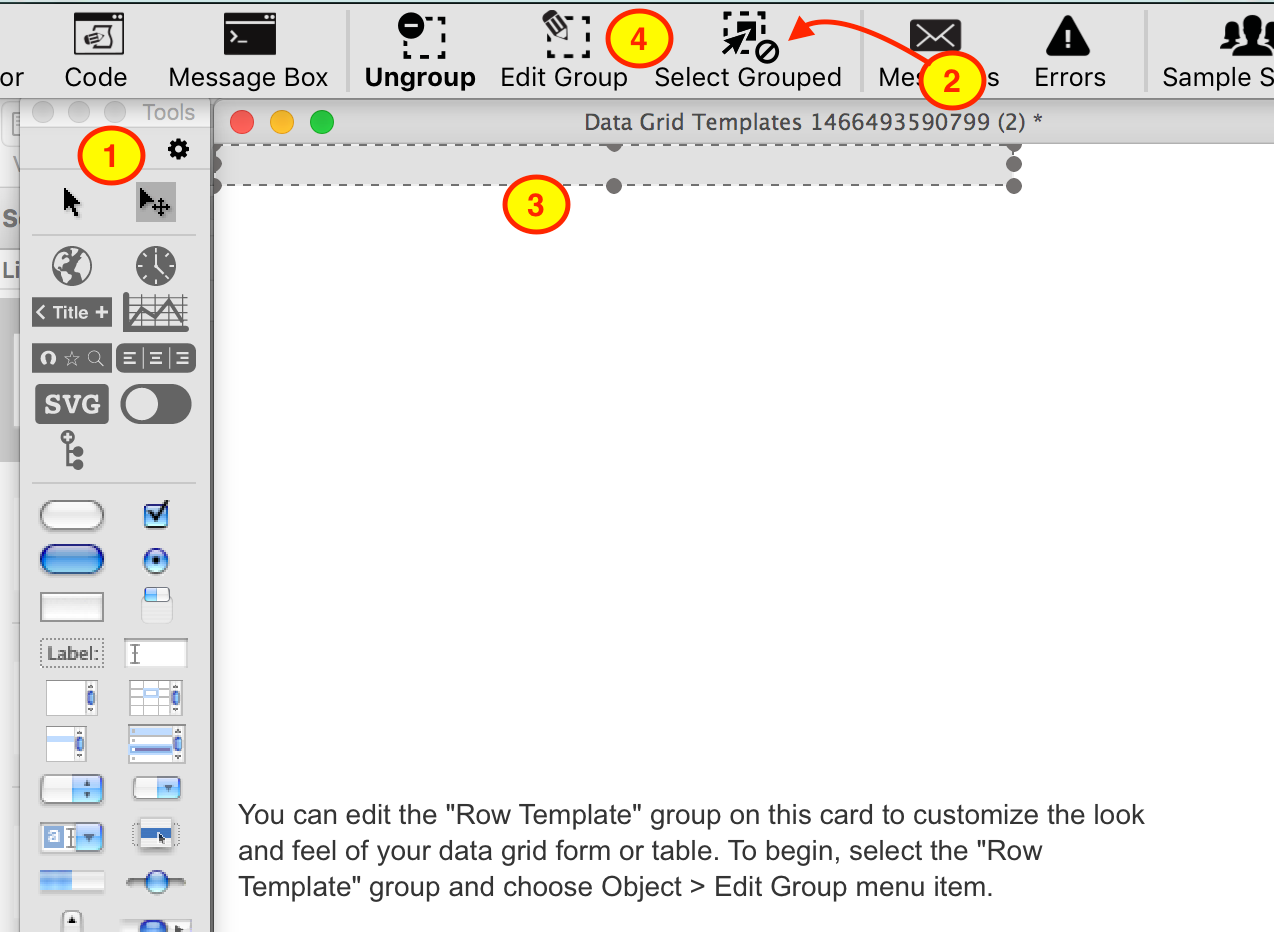 or Code Message Box Ungroup Edit Group 4 Select Grouped 2 Errors Sample S
Tools
Data Grid Templates 1466493590799 (2) *
1
3
Title
SVG
Label:
a
You can edit the "Row Template" group on this card to customize the look
and feel of your data grid form or table. To begin, select the "Row
Template" group and choose Object > Edit Group menu item.